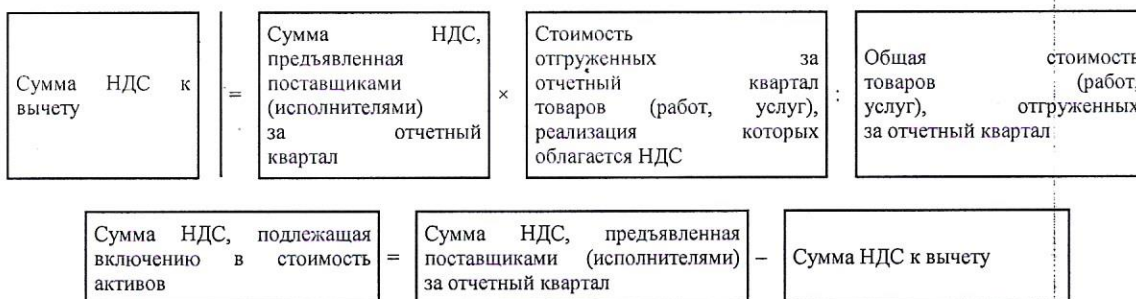 Сумма НДС к
вычету
=
Сумма НДС,
предъявленная
поставщиками
(исполнителями)
за отчетный
квартал
×
Стоимость
отгруженных за
отчетный квартал
товаров (работ, услуг),
реализация которых
облагается НДС
:
Общая стоимость
товаров (работ,
услуг), отгруженных
за отчетный квартал
Сумма НДС, подлежащая
включению в стоимость
активов
=
Сумма НДС, предъявленная
поставщиками (исполнителями)
за отчетный квартал
–
Сумма НДС к вычету